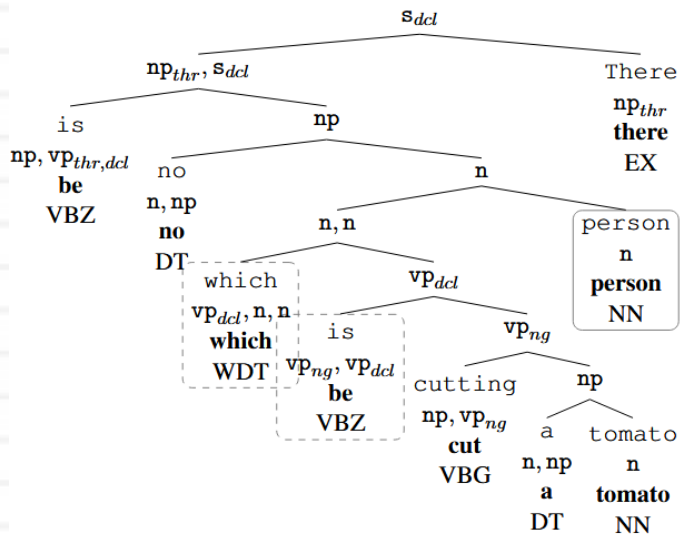 s_dcl
np_thr, s_dcl
There
np_thr
there
EX
is
np, vp_thr,dcl
be
VBZ
np
no
n, np
no
DT
n
n, n
person
n
person
NN
which
vp_dcl, n, n
which
WDT
vp_dcl
is
vp_ng, vp_dcl
be
VBZ
vp_ng
cutting
np, vp_ng
cut
VBG
np
a
n, np
a
DT
tomato
n
tomato
NN